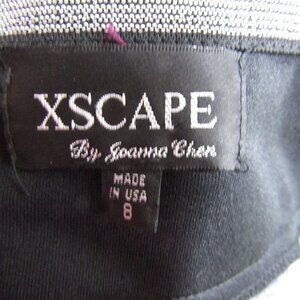 XSCAPE
By Joanna Chen
MADE
IN USA
8